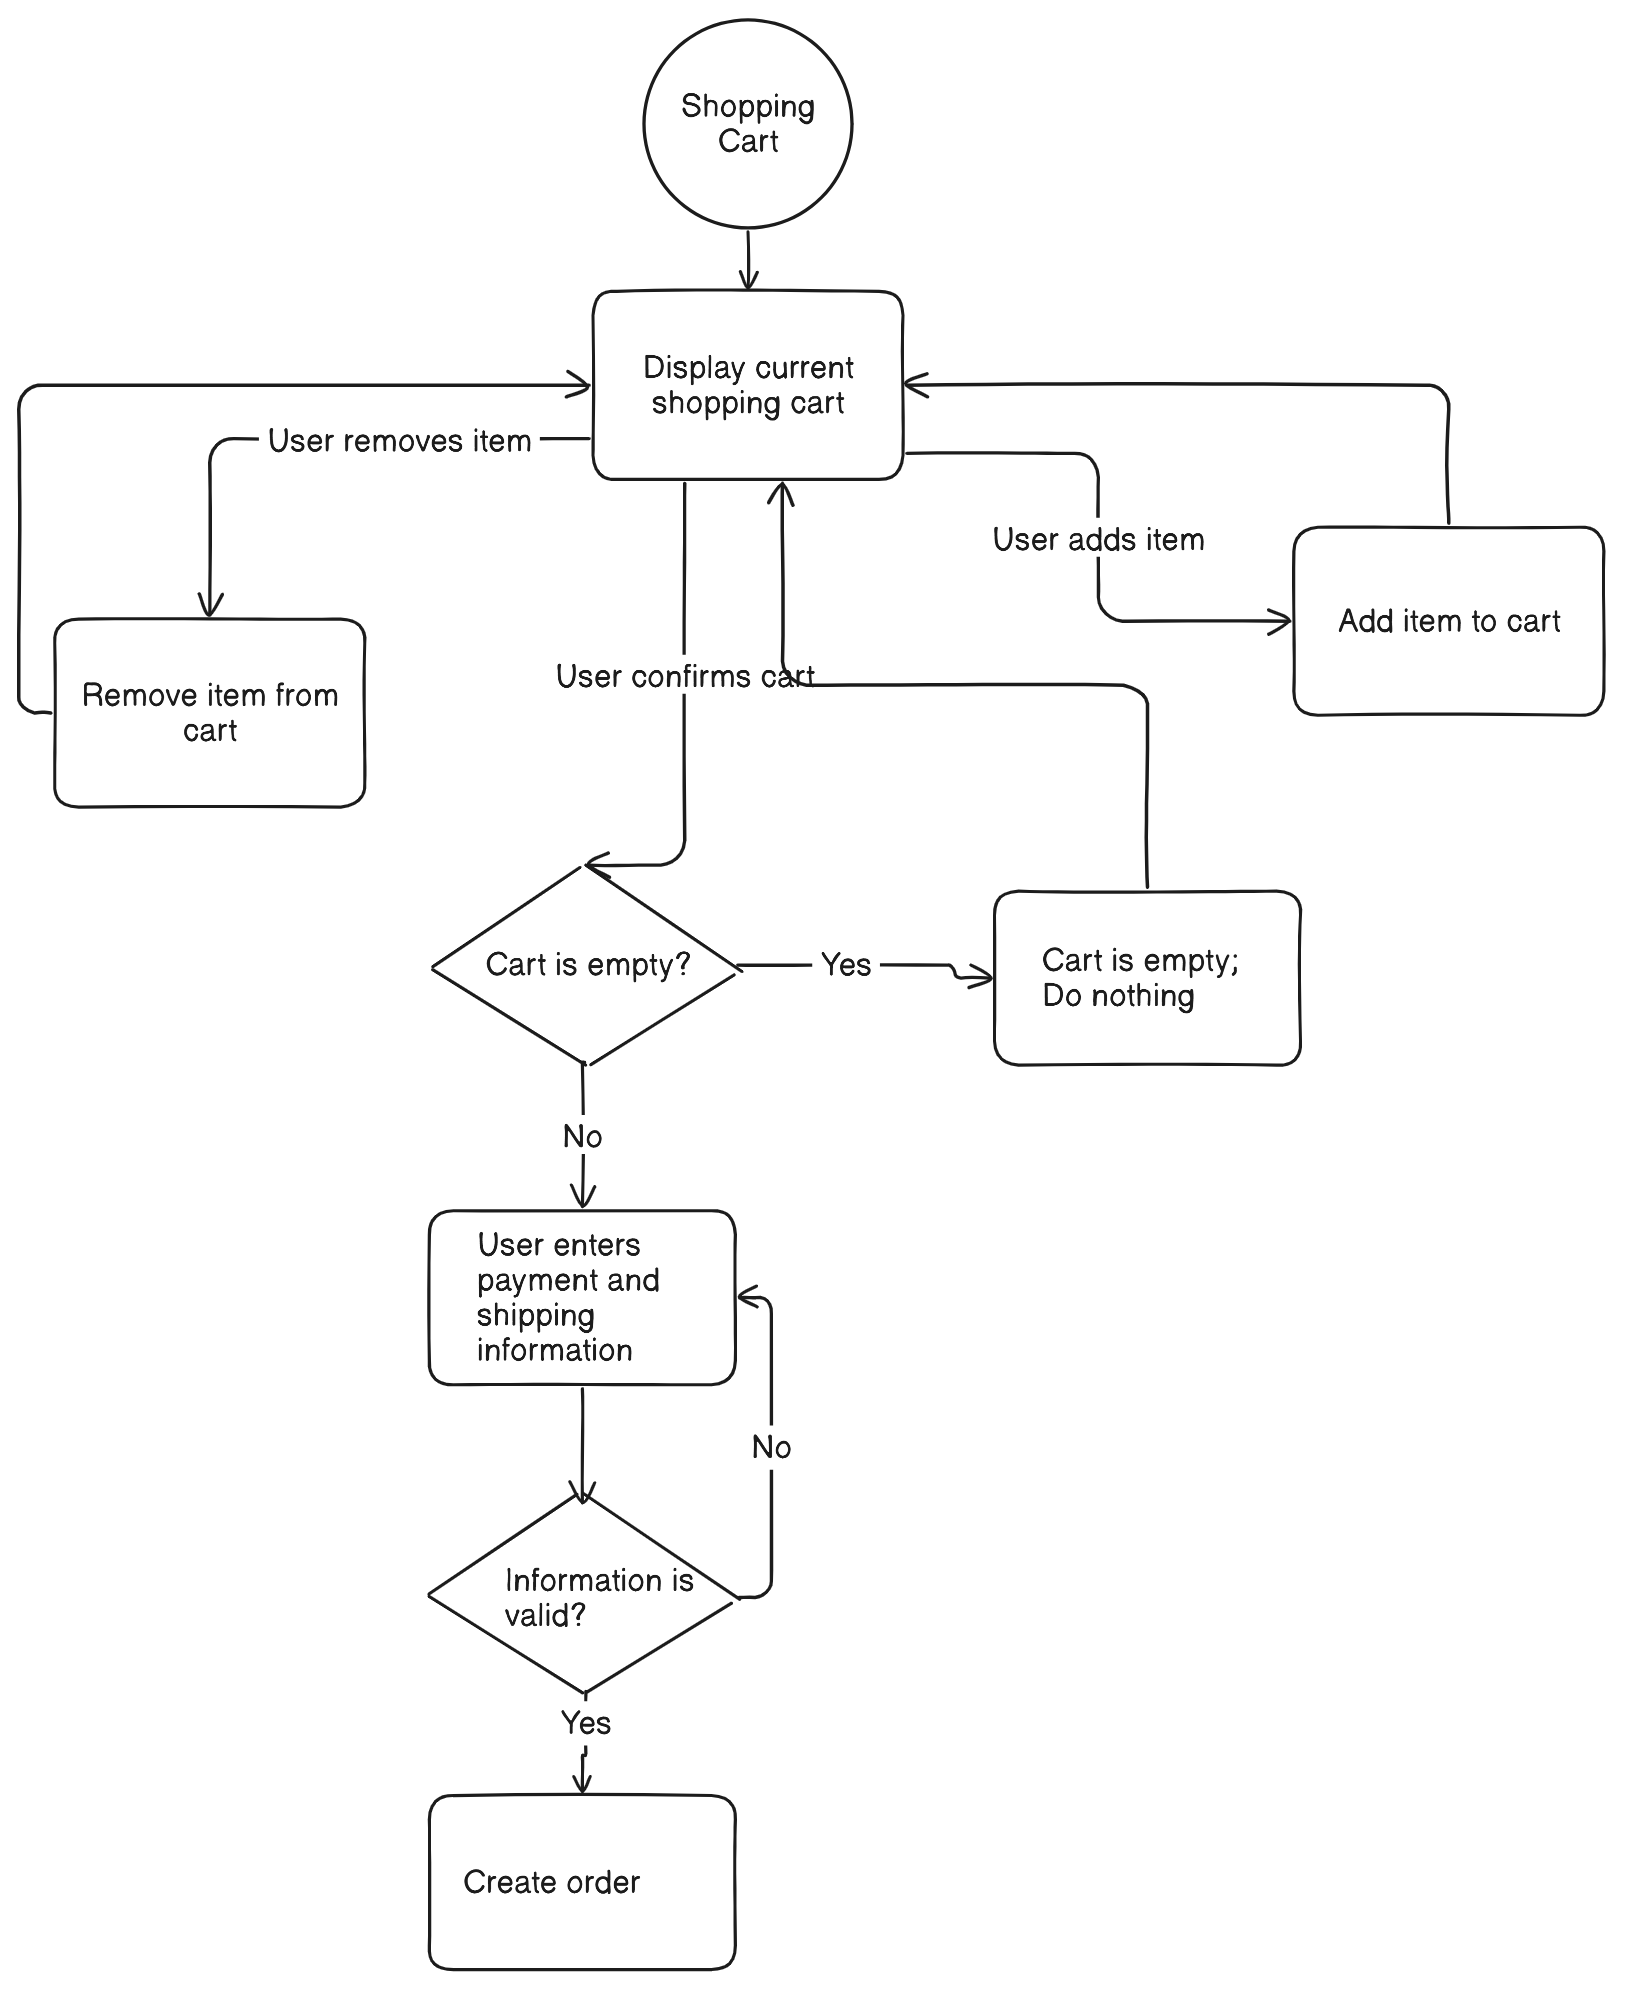 Shopping
Cart
Display current
shopping cart
User removes item
User adds item
Add item to cart
User confirms cart
Remove item from
cart
Cart is empty?
Yes
Cart is empty;
Do nothing
No
User enters
payment and
shipping
information
No
Information is
valid?
Yes
Create order